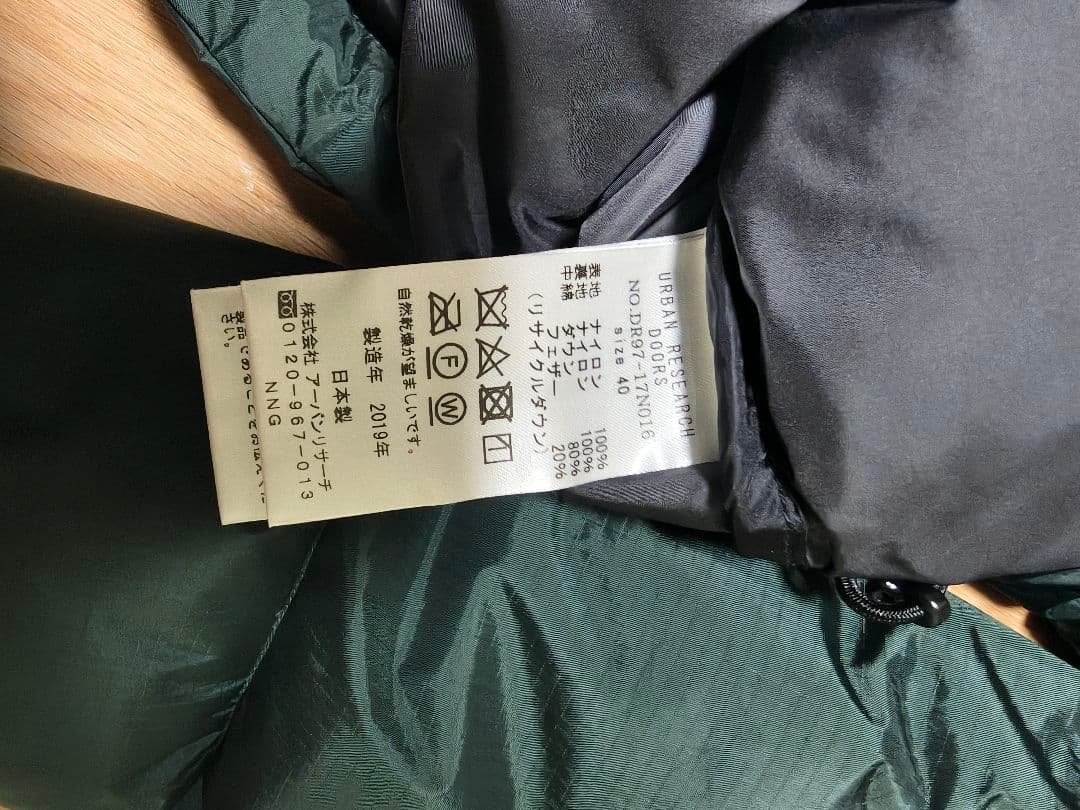 URBAN RESEARCH
DOORS
NO.DR97-17N016
size 40
表地 ナイロン 100%
裏地 ナイロン 100%
中綿 ダウン 80%
フェザー 20%
(リサイクルダウン)
F W
自然乾燥が望ましいです。
製造年 2019年
日本製
株式会社 アーバンリサーチ
0120-967-013
NNG
さい。